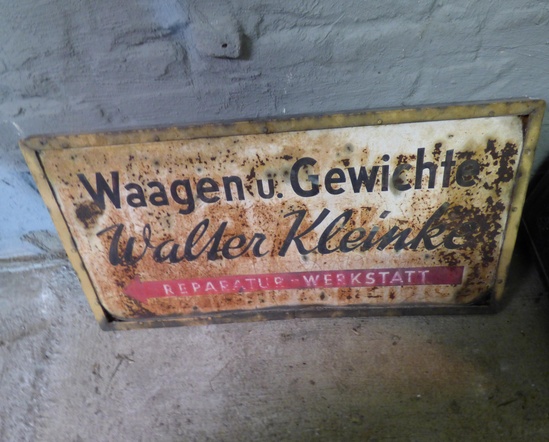 Waagen u. Gewichte
Walter Kleinke
REPARATUR-WERKSTATT